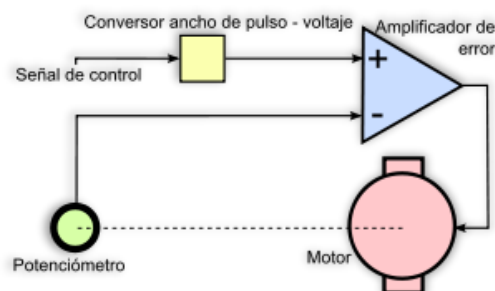 Conversor ancho de pulso - voltaje
Amplificador de
error
Señal de control
+
-
Potenciómetro
Motor